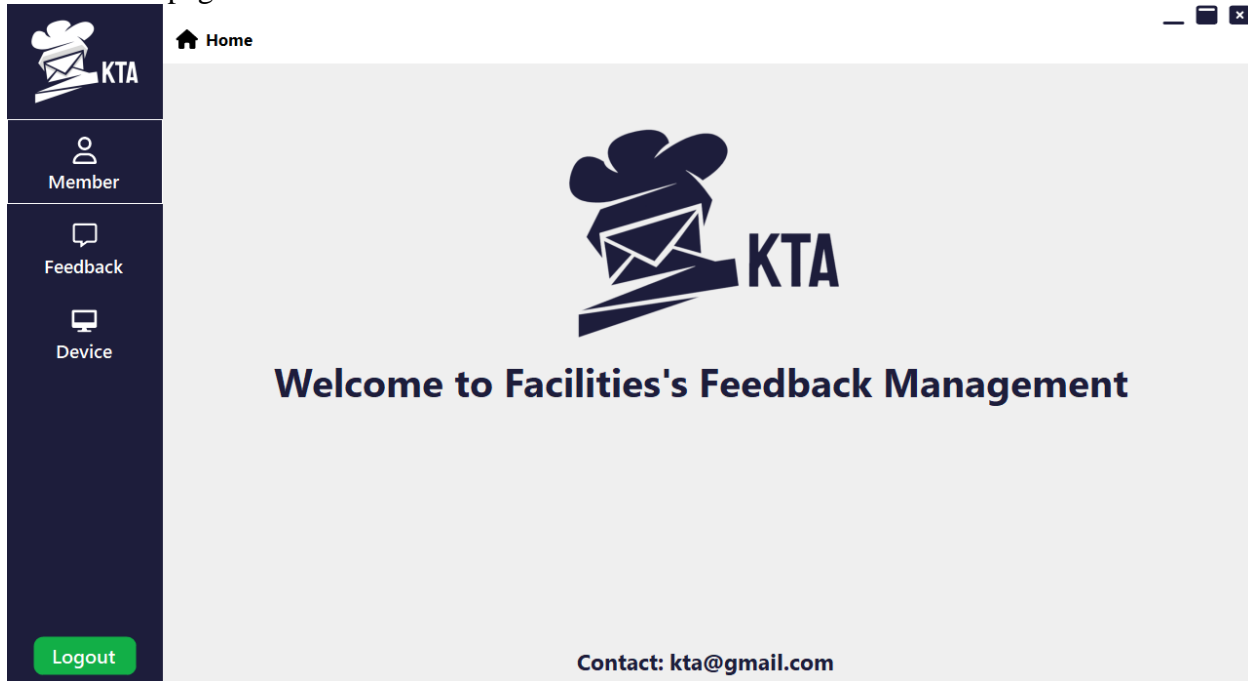 KTA
Home
Member
Feedback
Device
Logout
KTA
Welcome to Facilities's Feedback Management
Contact: kta@gmail.com